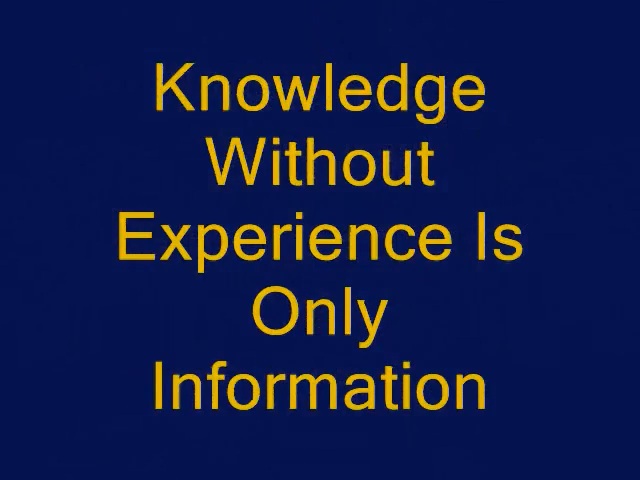 Knowledge
Without
Experience Is
Only
Information